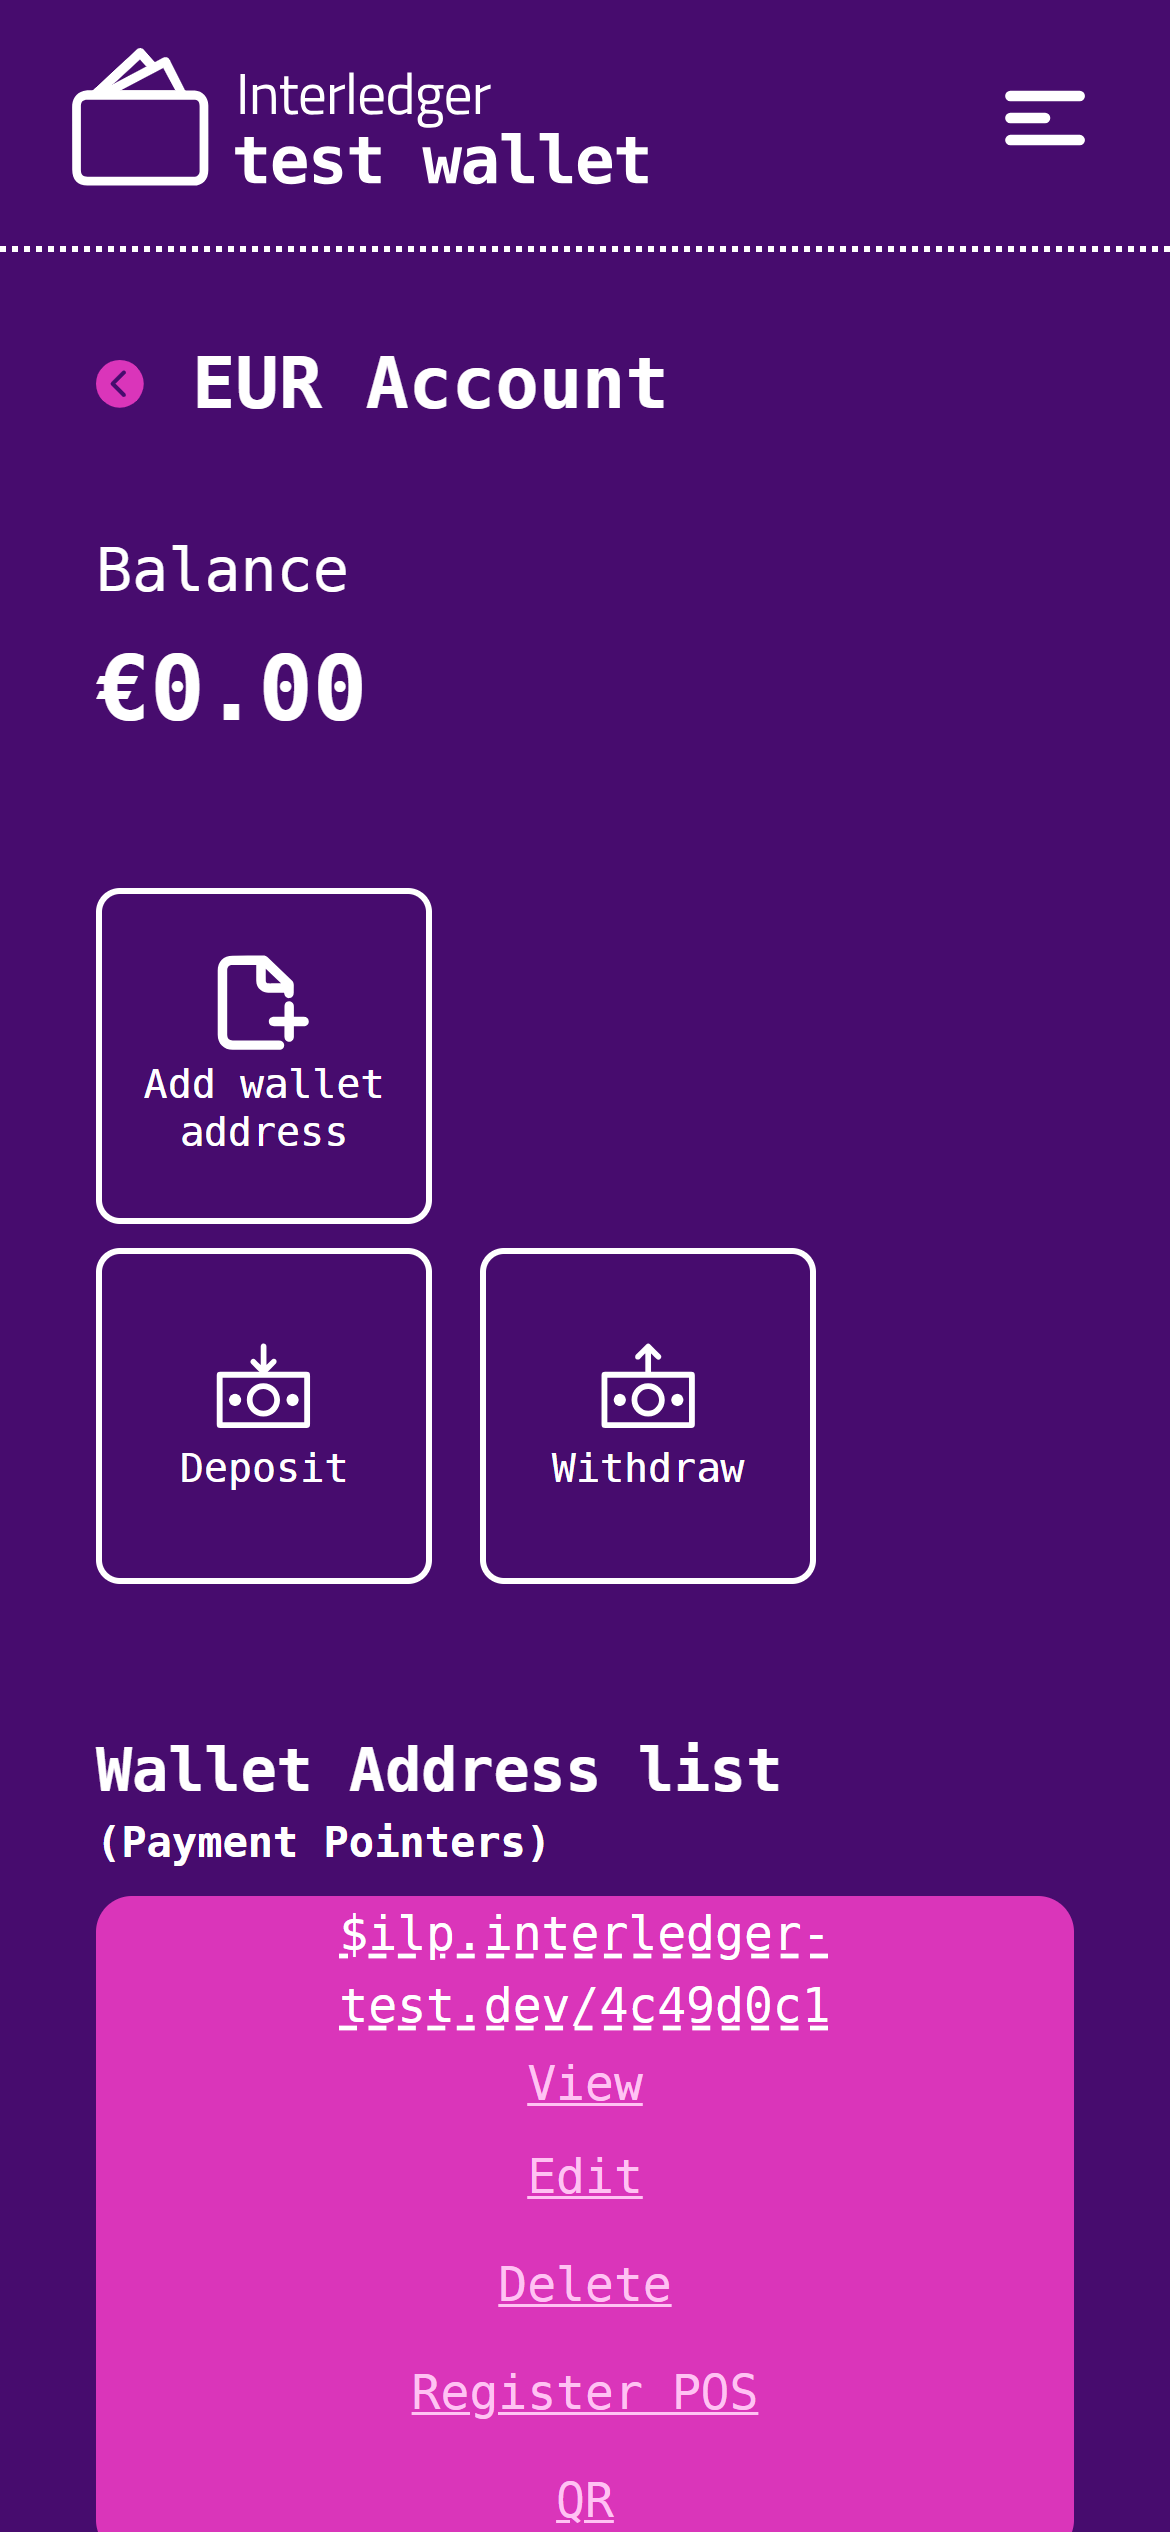 Interledger
test wallet
EUR Account
Balance
€0.00
Add wallet
address
Deposit
Withdraw
Wallet Address list
(Payment Pointers)
$ilp.interledger-
test.dev/4c49d0c1
View
Edit
Delete
Register POS
QR